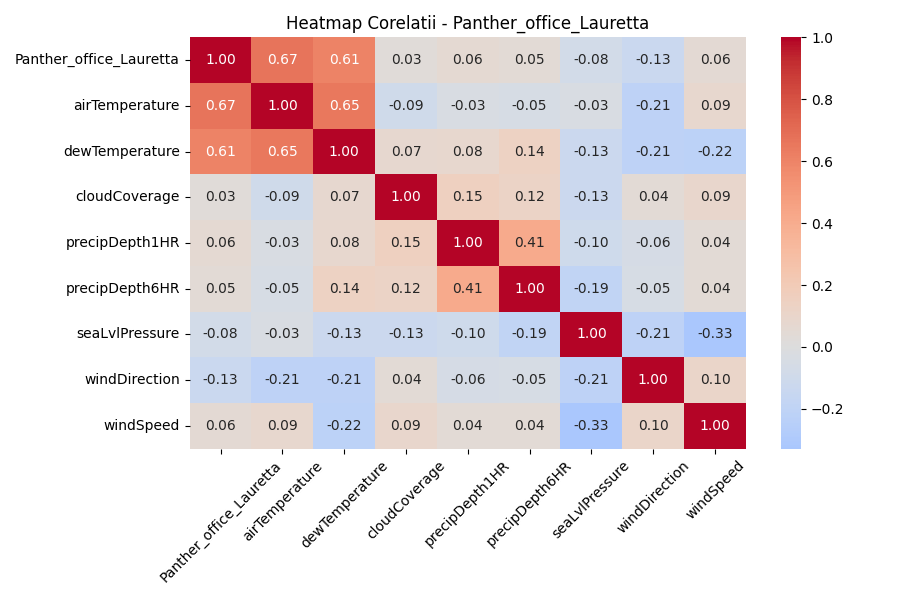 Heatmap Corelatii - Panther_office_Lauretta
Panther_office_Lauretta 1.00 0.67 0.61 0.03 0.06 0.05 -0.08 -0.13 0.06
airTemperature 0.67 1.00 0.65 -0.09 -0.03 -0.05 -0.03 -0.21 0.09
dewTemperature 0.61 0.65 1.00 0.07 0.08 0.14 -0.13 -0.21 -0.22
cloudCoverage 0.03 -0.09 0.07 1.00 0.15 0.12 -0.13 0.04 0.09
precipDepth1HR 0.06 -0.03 0.08 0.15 1.00 0.41 -0.10 -0.06 0.04
precipDepth6HR 0.05 -0.05 0.14 0.12 0.41 1.00 -0.19 -0.05 0.04
seaLvlPressure -0.08 -0.03 -0.13 -0.13 -0.10 -0.19 1.00 -0.21 -0.33
windDirection -0.13 -0.21 -0.21 0.04 -0.06 -0.05 -0.21 1.00 0.10
windSpeed 0.06 0.09 -0.22 0.09 0.04 0.04 -0.33 0.10 1.00
Panther_office_Lauretta
airTemperature
dewTemperature
cloudCoverage
precipDepth1HR
precipDepth6HR
seaLvlPressure
windDirection
windSpeed
1.0
0.8
0.6
0.4
0.2
0.0
−0.2